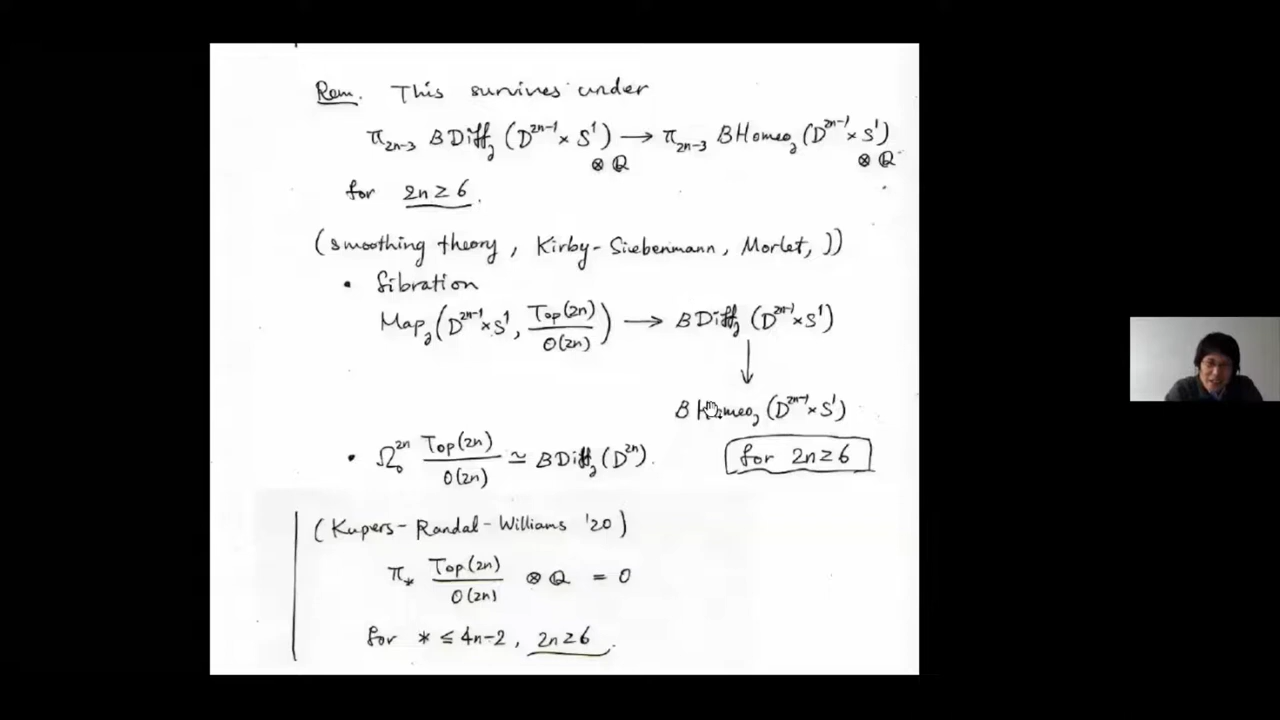 Rem. This survives under
π_{2n-3} BDiff_∂ (D^{2n-1} × S^1) ⊗ Q → π_{2n-3} BHomeo_∂ (D^{2n-1} × S^1) ⊗ Q
for 2n ≥ 6.
(smoothing theory, Kirby-Siebenmann, Morlet, ))
• fibration
Map_∂ (D^{2n-1} × S^1, Top(2n)/O(2n)) → BDiff_∂ (D^{2n-1} × S^1)
↓
BHomeo_∂ (D^{2n-1} × S^1)
• Ω_0^{2n} Top(2n)/O(2n) ≃ BDiff_∂ (D^{2n}).
for 2n ≥ 6
(Kupers-Randal-Williams '20)
π_* Top(2n)/O(2n) ⊗ Q = 0
for * ≤ 4n-2, 2n ≥ 6.